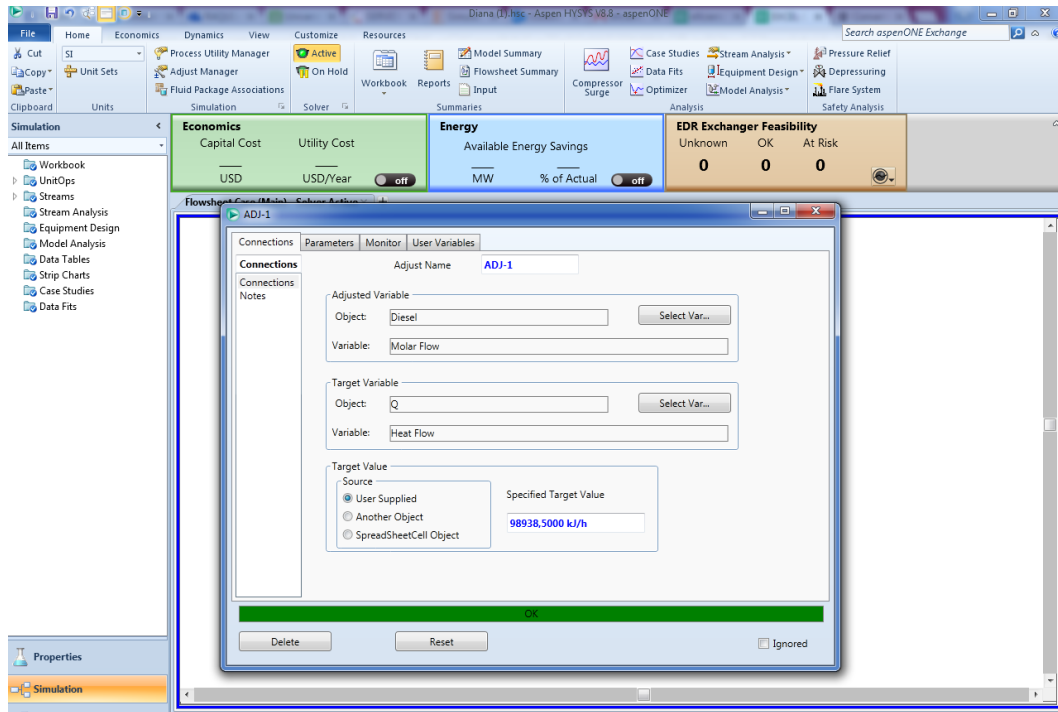 Diana (1).hsc - Aspen HYSYS V8.8 - aspenONE
File Home Economics Dynamics View Customize Resources Search aspenONE Exchange
Cut SI Process Utility Manager Active Model Summary Case Studies Stream Analysis Pressure Relief
Copy Unit Sets Adjust Manager On Hold Workbook Reports Flowsheet Summary Compressor Surge Data Fits Equipment Design Depressuring
Paste Fluid Package Associations Input Optimizer Model Analysis Flare System
Clipboard Units Simulation Solver Summaries Analysis Safety Analysis
Simulation <
All Items
Workbook
UnitOps
Streams
Stream Analysis
Equipment Design
Model Analysis
Data Tables
Strip Charts
Case Studies
Data Fits
Properties
Simulation
Economics
Capital Cost Utility Cost
USD USD/Year off
Energy
Available Energy Savings
MW % of Actual off
EDR Exchanger Feasibility
Unknown OK At Risk
0 0 0
Flowsheet Case (Main) - Solver Active × +
ADJ-1
Connections Parameters Monitor User Variables
Connections
Connections
Notes
Adjust Name ADJ-1
Adjusted Variable
Object: Diesel Select Var...
Variable: Molar Flow
Target Variable
Object: Q Select Var...
Variable: Heat Flow
Target Value
Source
User Supplied
Another Object
SpreadSheetCell Object
Specified Target Value
98938,5000 kJ/h
OK
Delete Reset Ignored